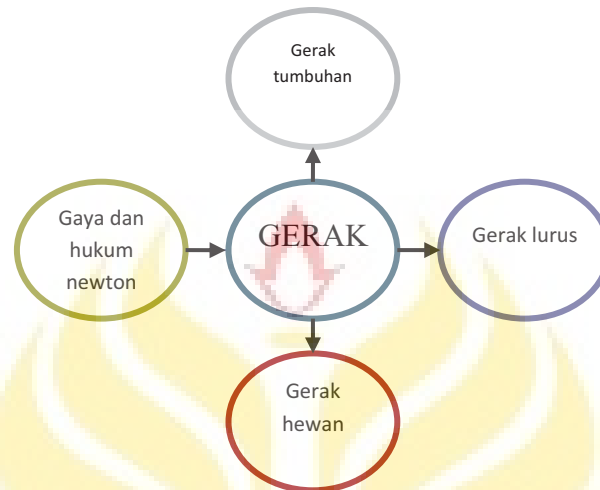 Gerak
tumbuhan
Gaya dan
hukum
newton
GERAK
Gerak lurus
Gerak
hewan